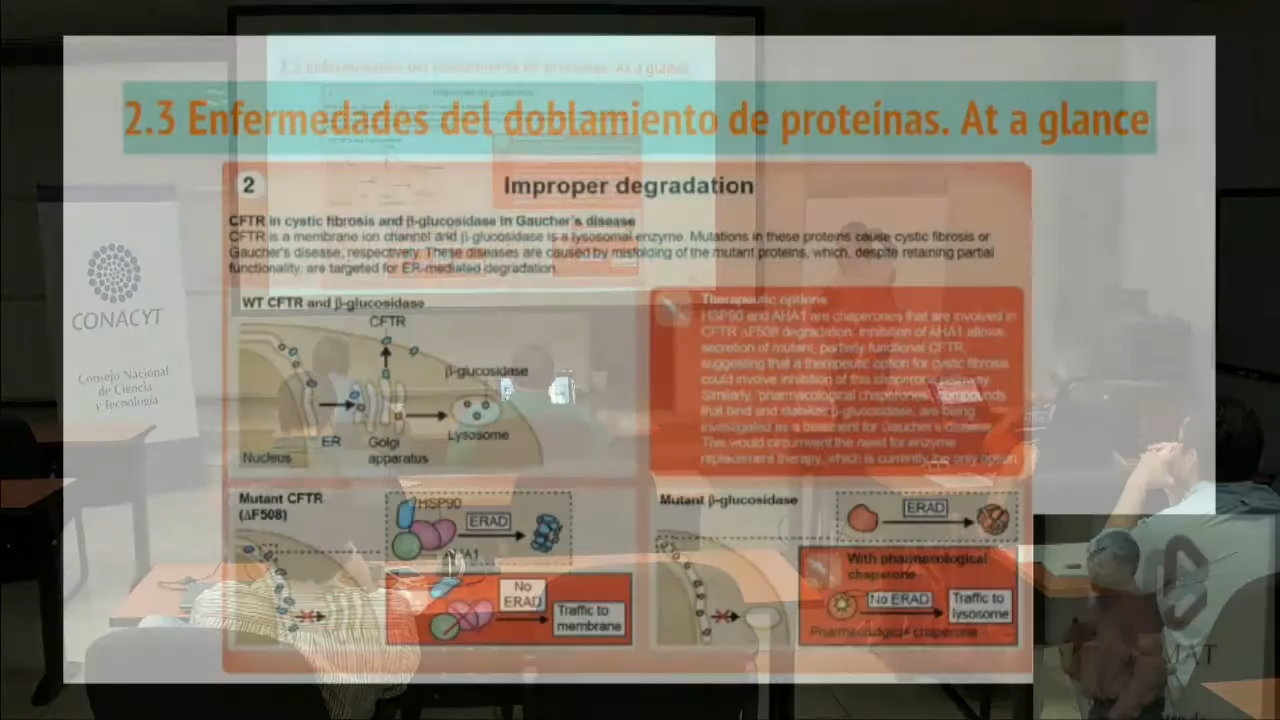 2.3 Enfermedades del doblamiento de proteínas. At a glance
2
Improper degradation
CFTR in cystic fibrosis and β-glucosidase in Gaucher's disease
CFTR is a membrane ion channel and β-glucosidase is a lysosomal enzyme. Mutations in these proteins cause cystic fibrosis or
Gaucher's disease, respectively. These diseases are caused by misfolding of the mutant proteins, which, despite retaining partial
functionality, are targeted for ER-mediated degradation.
WT CFTR and β-glucosidase
CFTR
β-glucosidase
ER
Golgi
apparatus
Lysosome
Nucleus
Therapeutic options
HSP90 and AHA1 are chaperones that are involved in
CFTR ΔF508 degradation. Inhibition of AHA1 allows
secretion of mutant, partially functional CFTR,
suggesting that a therapeutic option for cystic fibrosis
could involve inhibition of this chaperone pathway.
Similarly, 'pharmacological chaperones', compounds
that bind and stabilize β-glucosidase, are being
investigated as a treatment for Gaucher's disease.
This would circumvent the need for enzyme
replacement therapy, which is currently the only option
Mutant CFTR
(ΔF508)
HSP90
ERAD
AHA1
No
ERAD
Traffic to
membrane
Mutant β-glucosidase
ERAD
With pharmacological
chaperone
No ERAD
Traffic to
lysosome
Pharmacological chaperone
CONACYT
Consejo Nacional
de Ciencia
y Tecnología
MAT